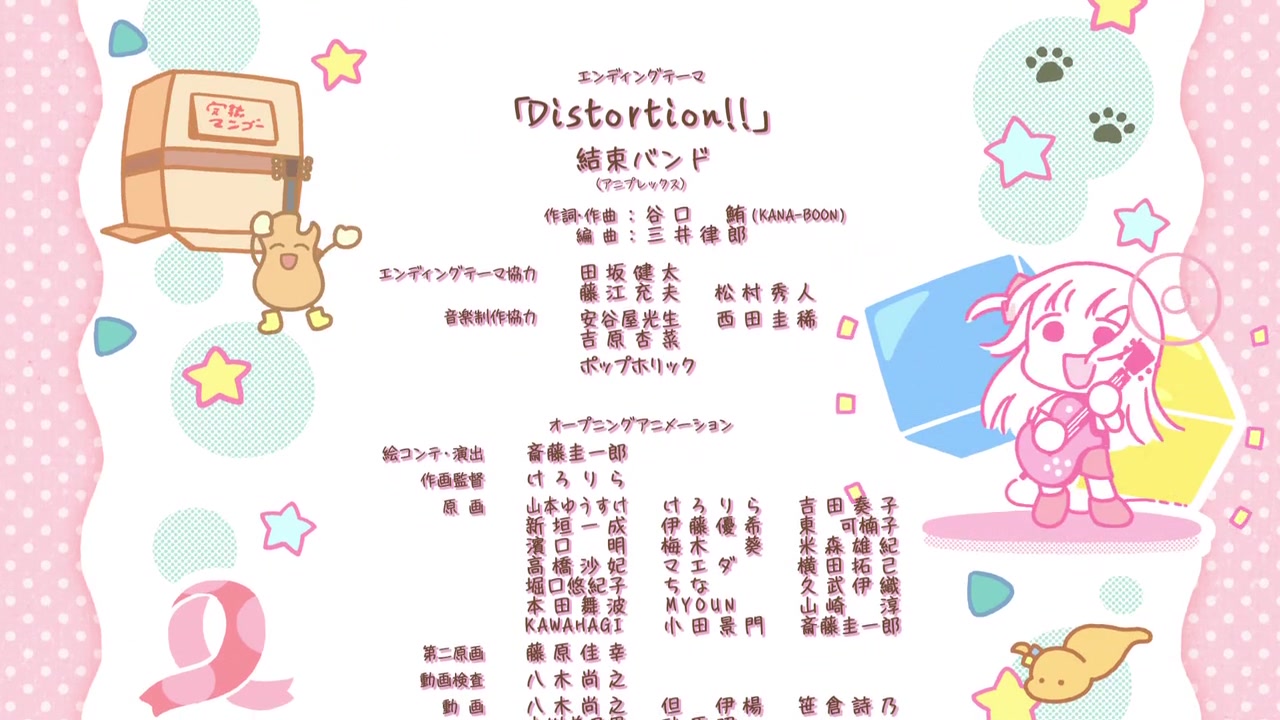 完熟
マンゴー
エンディングテーマ
「Distortion!!」
結束バンド
(アニプレックス)
作詞・作曲：谷口　鮪(KANA-BOON)
編曲：三井律郎
エンディングテーマ協力　田坂健太
藤江充夫　松村秀人
音楽制作協力　安谷屋光生　西田圭稀
吉原杏菜
ポップホリック
オープニングアニメーション
絵コンテ・演出　斎藤圭一郎
作画監督　けろりら
原画　山本ゆうすけ　けろりら　吉田奏子
新垣一成　伊藤優希　東　可楠子
濱口　明　梅木　葵　米森雄紀
高橋沙妃　マエダ　横田拓己
堀口悠紀子　ちな　久武伊織
本田舞波　MYOUN　山崎　淳
KAWAHAGI　小田景門　斎藤圭一郎
第二原画　藤原佳幸
動画検査　八木尚之
動画　八木尚之　但　伊楊　笹倉詩乃